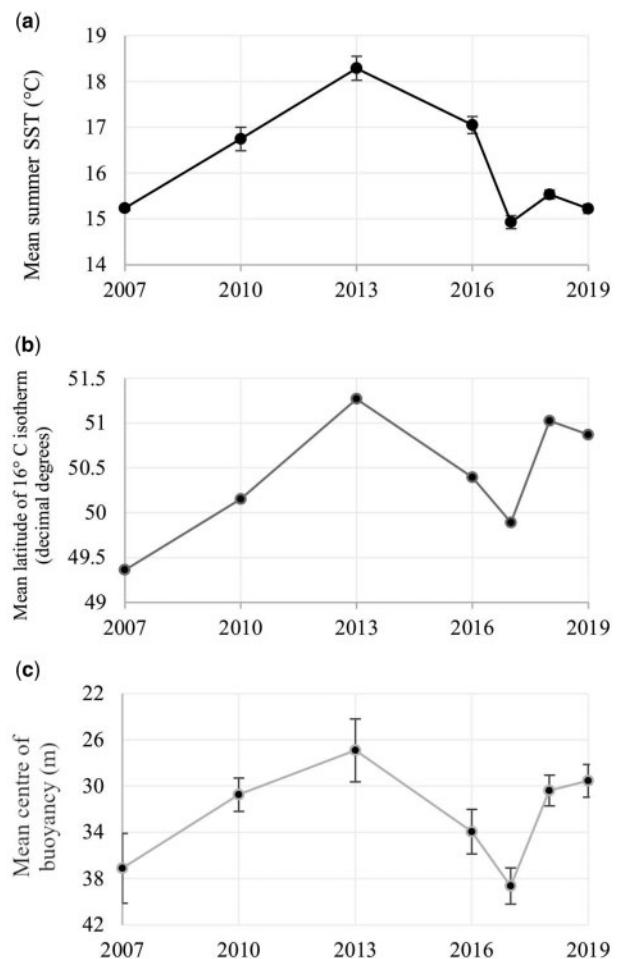 (a)
Mean summer SST (°C)
19
18
17
16
15
14
2007 2010 2013 2016 2019
(b)
Mean latitude of 16° C isotherm
(decimal degrees)
51.5
51
50.5
50
49.5
49
2007 2010 2013 2016 2019
(c)
Mean centre of
buoyancy (m)
22
26
30
34
38
42
2007 2010 2013 2016 2019